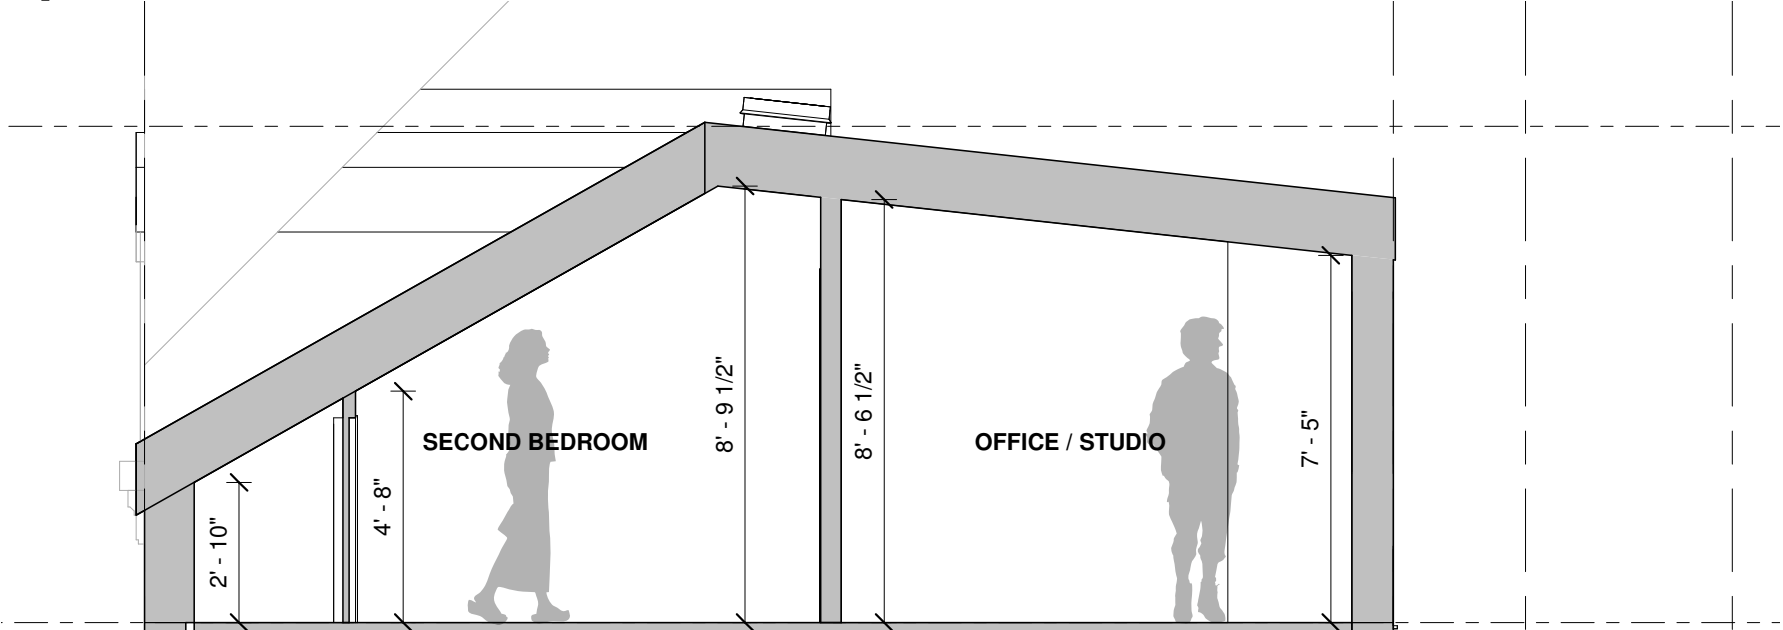 SECOND BEDROOM
OFFICE / STUDIO
2' - 10"
4' - 8"
8' - 9 1/2"
8' - 6 1/2"
7' - 5"